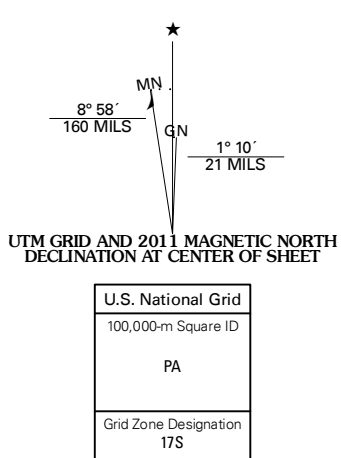 ★
MN
8° 58´
160 MILS
GN
1° 10´
21 MILS
UTM GRID AND 2011 MAGNETIC NORTH
DECLINATION AT CENTER OF SHEET
U.S. National Grid
100,000-m Square ID
PA
Grid Zone Designation
17S